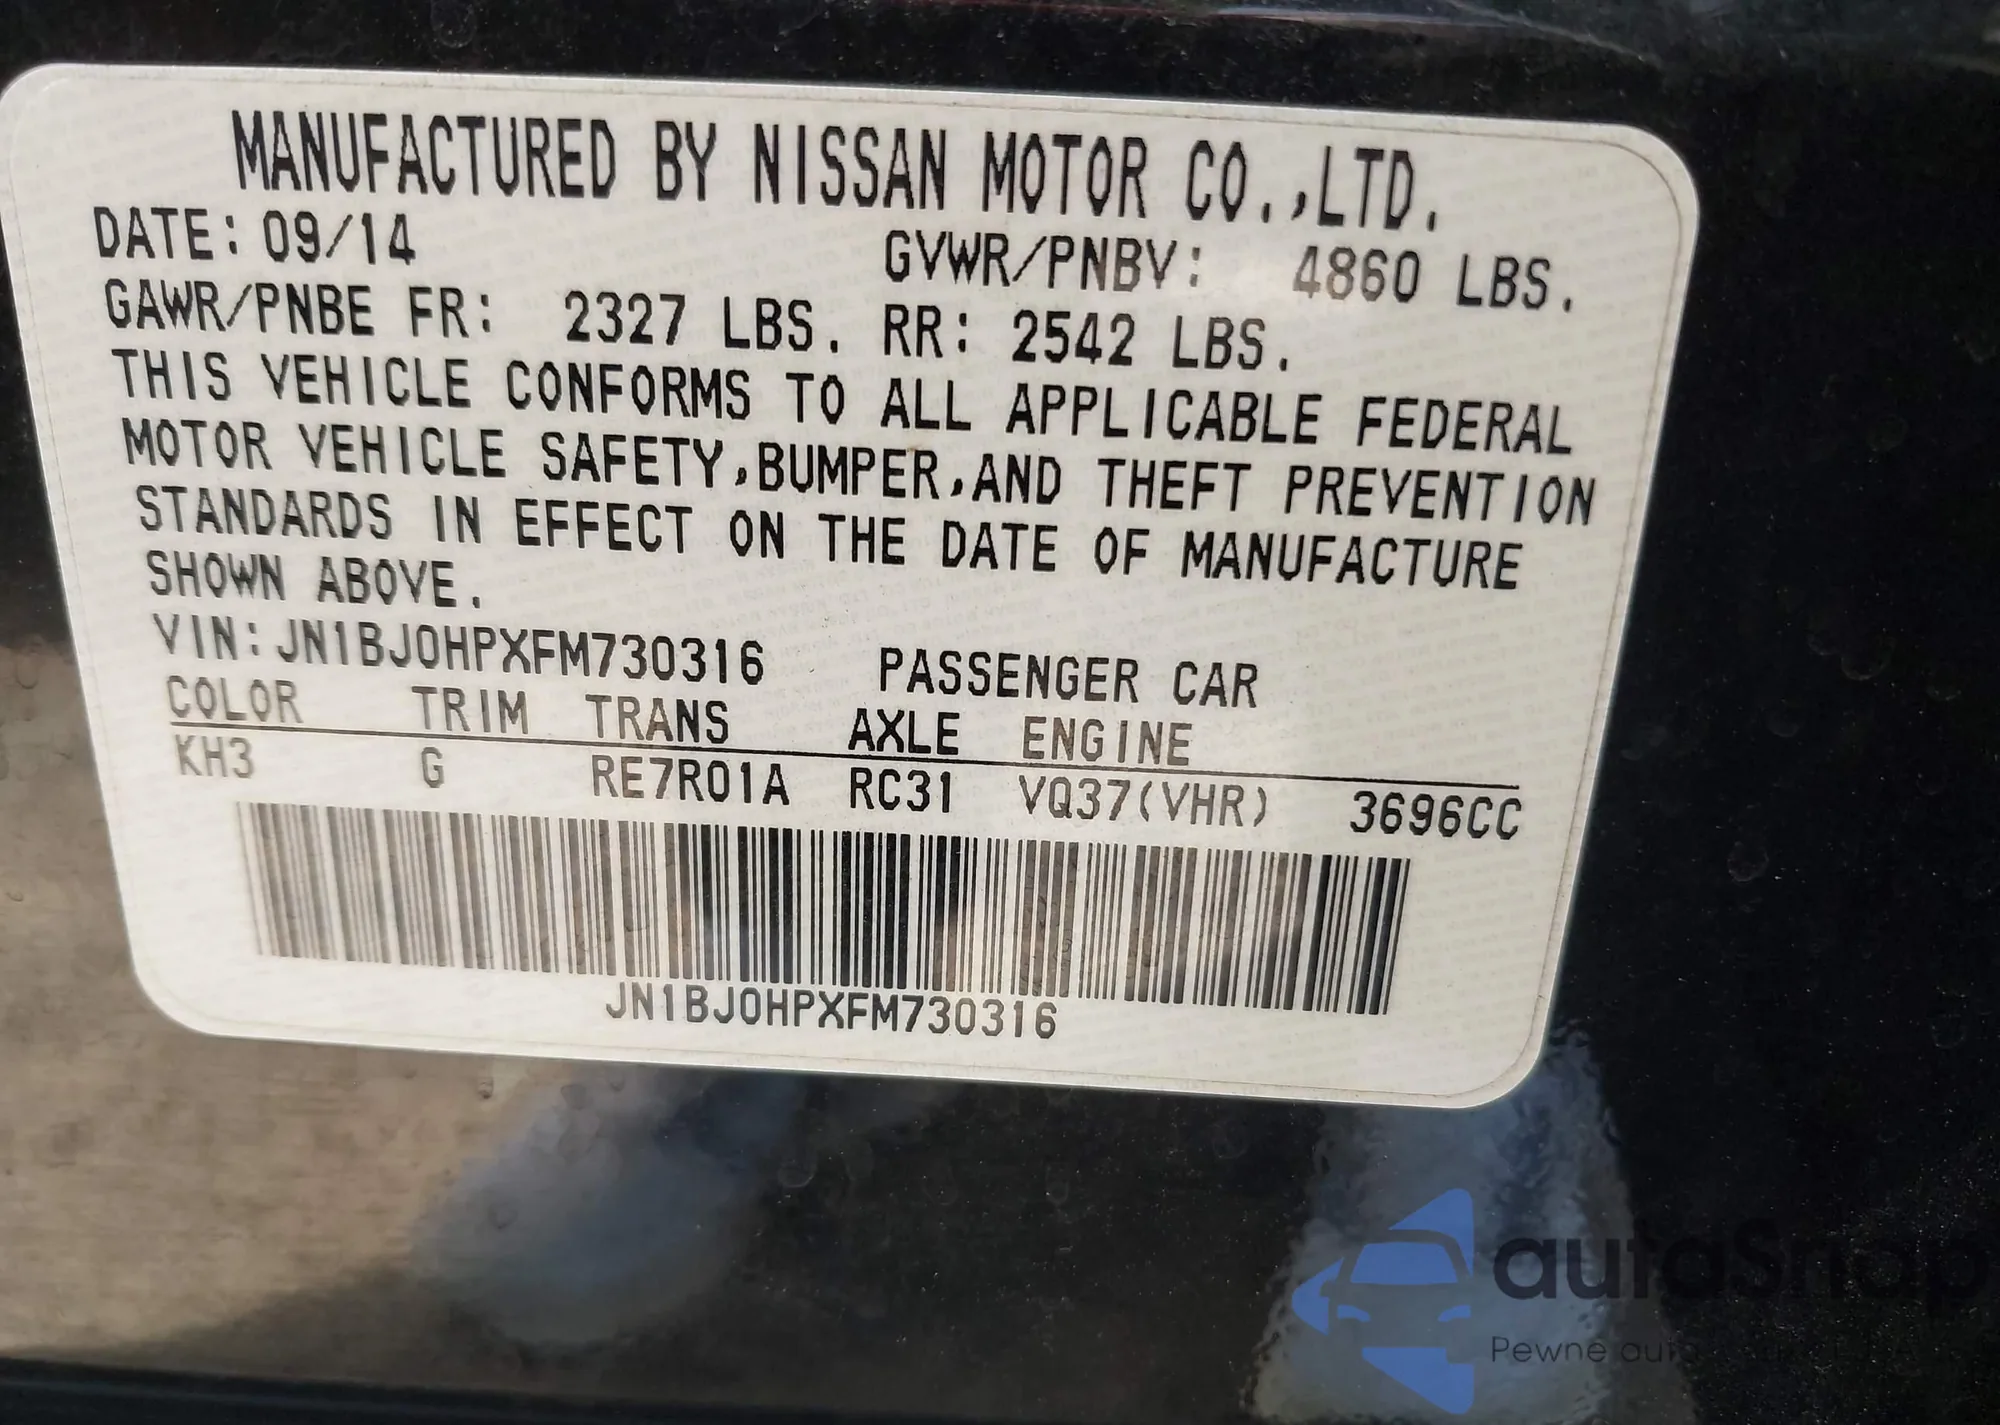 MANUFACTURED BY NISSAN MOTOR CO.,LTD.
DATE: 09/14 GVWR/PNBV: 4860 LBS.
GAWR/PNBE FR: 2327 LBS. RR: 2542 LBS.
THIS VEHICLE CONFORMS TO ALL APPLICABLE FEDERAL
MOTOR VEHICLE SAFETY,BUMPER,AND THEFT PREVENTION
STANDARDS IN EFFECT ON THE DATE OF MANUFACTURE
SHOWN ABOVE.
VIN:JN1BJ0HPXFM730316 PASSENGER CAR
COLOR TRIM TRANS AXLE ENGINE
KH3 G RE7R01A RC31 VQ37(VHR) 3696CC
JN1BJ0HPXFM730316
autoSnap
Pewne